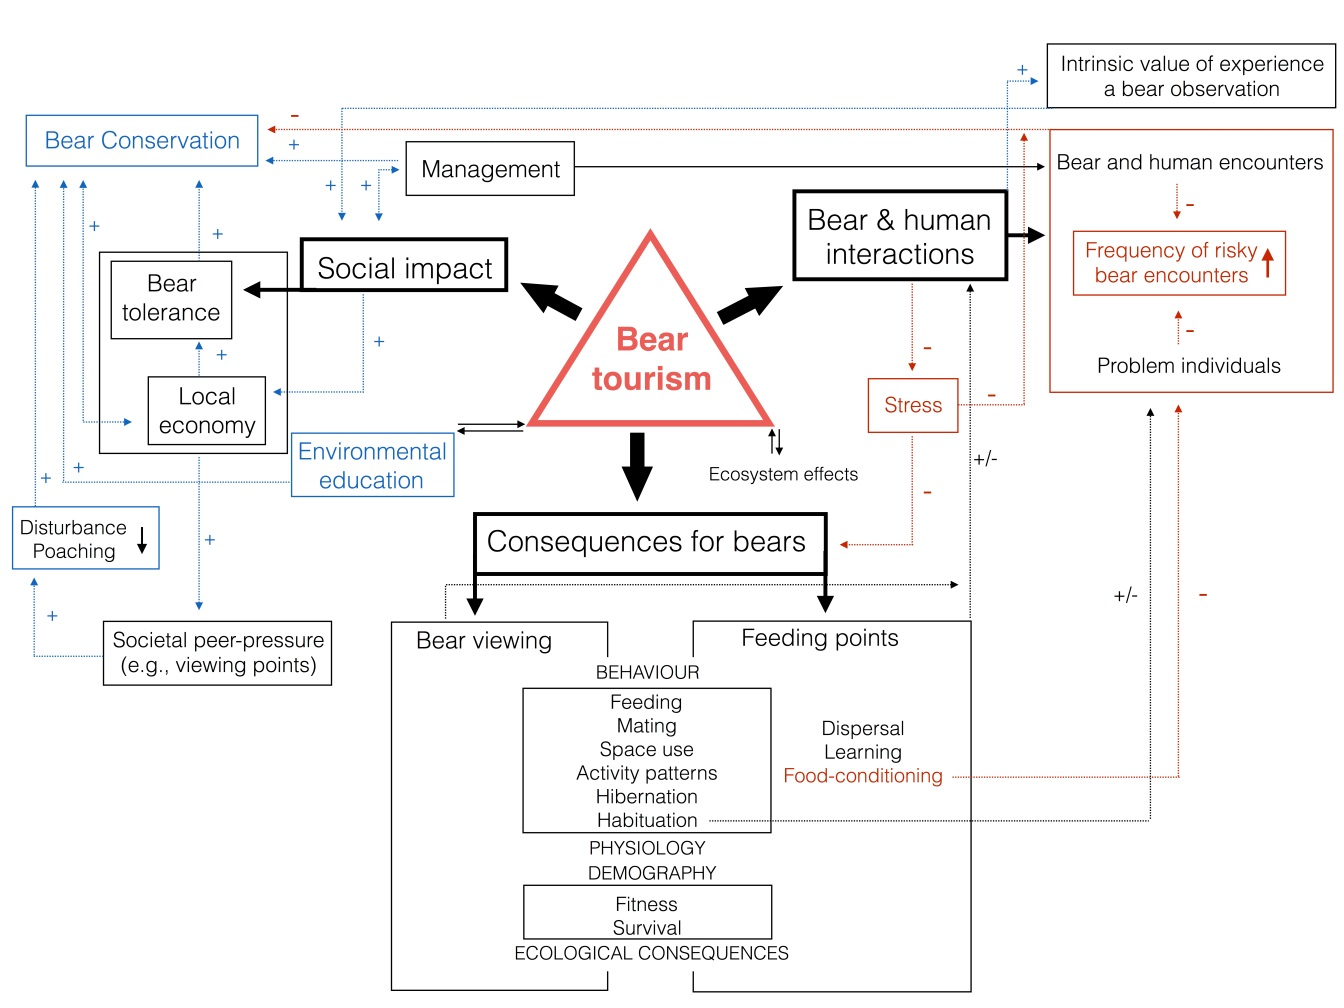 Intrinsic value of experience
a bear observation
+
-
Bear Conservation
+
Management
Bear and human encounters
-
+
+
Bear & human
interactions
+
+
Frequency of risky
bear encounters
Social impact
Bear
tolerance
Bear
tourism
-
Problem individuals
+
+
-
Local
economy
Stress
-
Environmental
education
Ecosystem effects
+/-
+
+
-
Disturbance
Poaching
Consequences for bears
+
+
+/-
-
Societal peer-pressure
(e.g., viewing points)
Bear viewing
Feeding points
BEHAVIOUR
Feeding
Mating
Space use
Activity patterns
Hibernation
Habituation
Dispersal
Learning
Food-conditioning
PHYSIOLOGY
DEMOGRAPHY
Fitness
Survival
ECOLOGICAL CONSEQUENCES